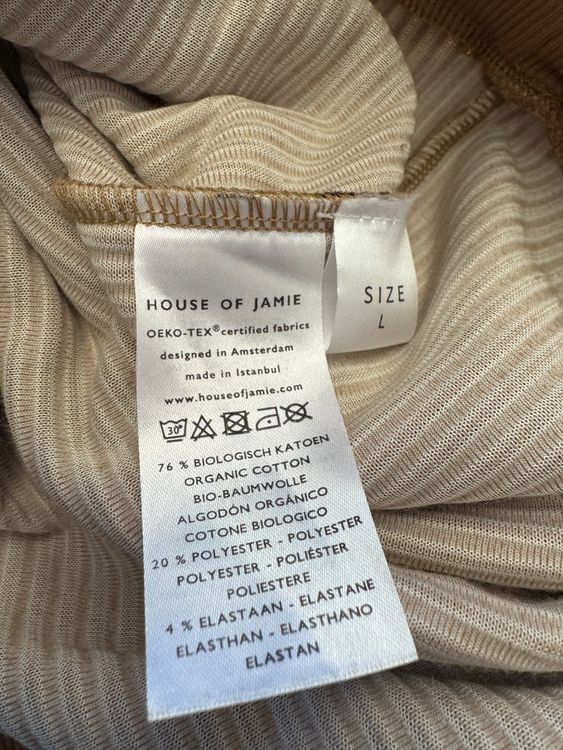 HOUSE OF JAMIE
OEKO-TEX® certified fabrics
designed in Amsterdam
made in Istanbul
www.houseofjamie.com
30°
76 % BIOLOGISCH KATOEN
ORGANIC COTTON
BIO-BAUMWOLLE
ALGODÓN ORGÁNICO
COTONE BIOLOGICO
20 % POLYESTER - POLYESTER
POLYESTER - POLIÉSTER
POLIESTERE
4 % ELASTAAN - ELASTANE
ELASTHAN - ELASTHANO
ELASTAN
SIZE
L